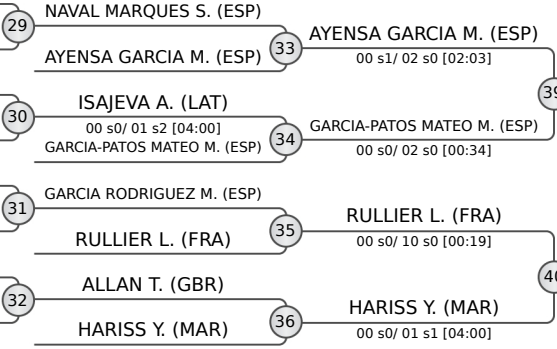 NAVAL MARQUES S. (ESP)
29
AYENSA GARCIA M. (ESP)
33
AYENSA GARCIA M. (ESP)
00 s1/ 02 s0 [02:03]
39
ISAJEVA A. (LAT)
30
00 s0/ 01 s2 [04:00]
GARCIA-PATOS MATEO M. (ESP)
34
GARCIA-PATOS MATEO M. (ESP)
00 s0/ 02 s0 [00:34]
GARCIA RODRIGUEZ M. (ESP)
31
RULLIER L. (FRA)
35
RULLIER L. (FRA)
00 s0/ 10 s0 [00:19]
40
ALLAN T. (GBR)
32
HARISS Y. (MAR)
36
HARISS Y. (MAR)
00 s0/ 01 s1 [04:00]